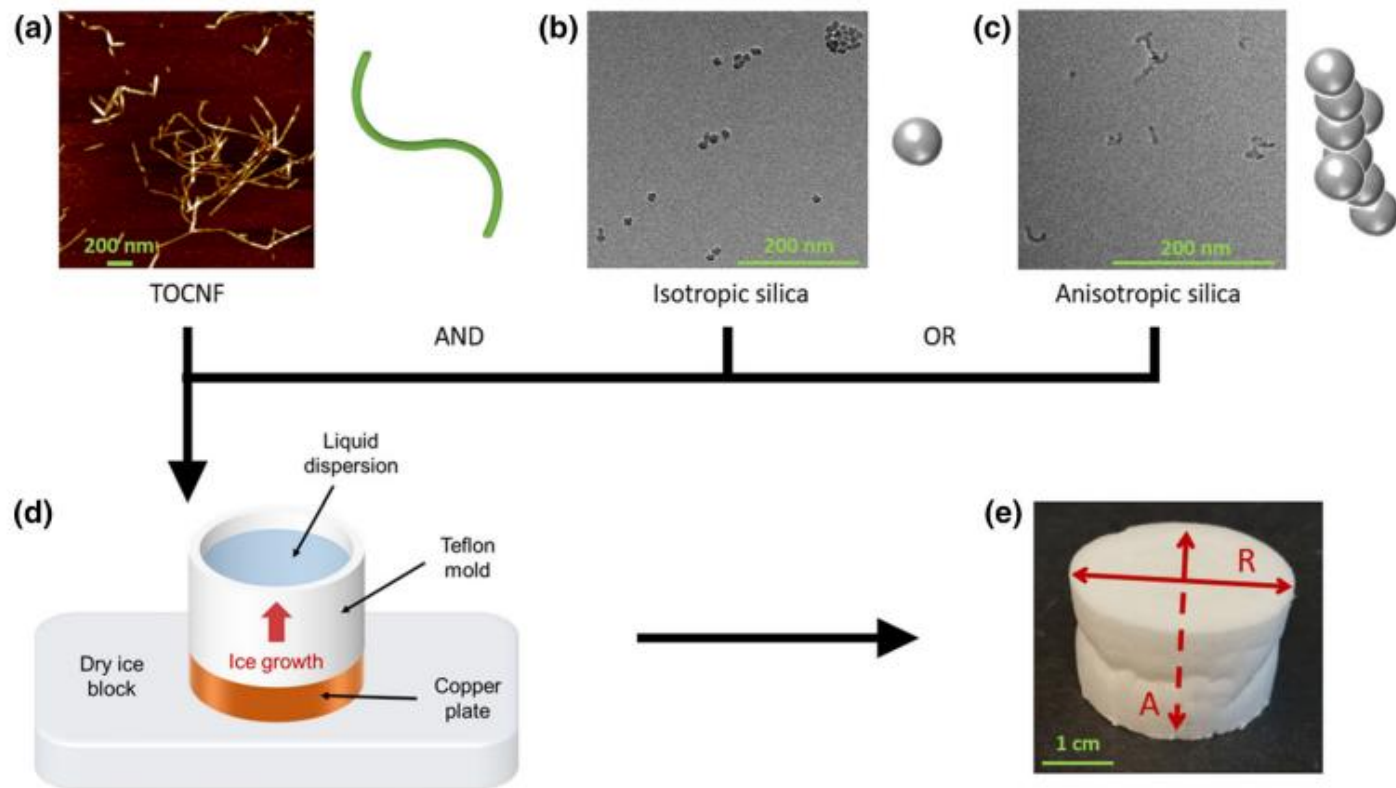 (a)
200 nm
TOCNF
(b)
200 nm
Isotropic silica
(c)
200 nm
Anisotropic silica
AND
OR
(d)
Liquid
dispersion
Teflon
mold
Ice growth
Dry ice
block
Copper
plate
(e)
R
A
1 cm